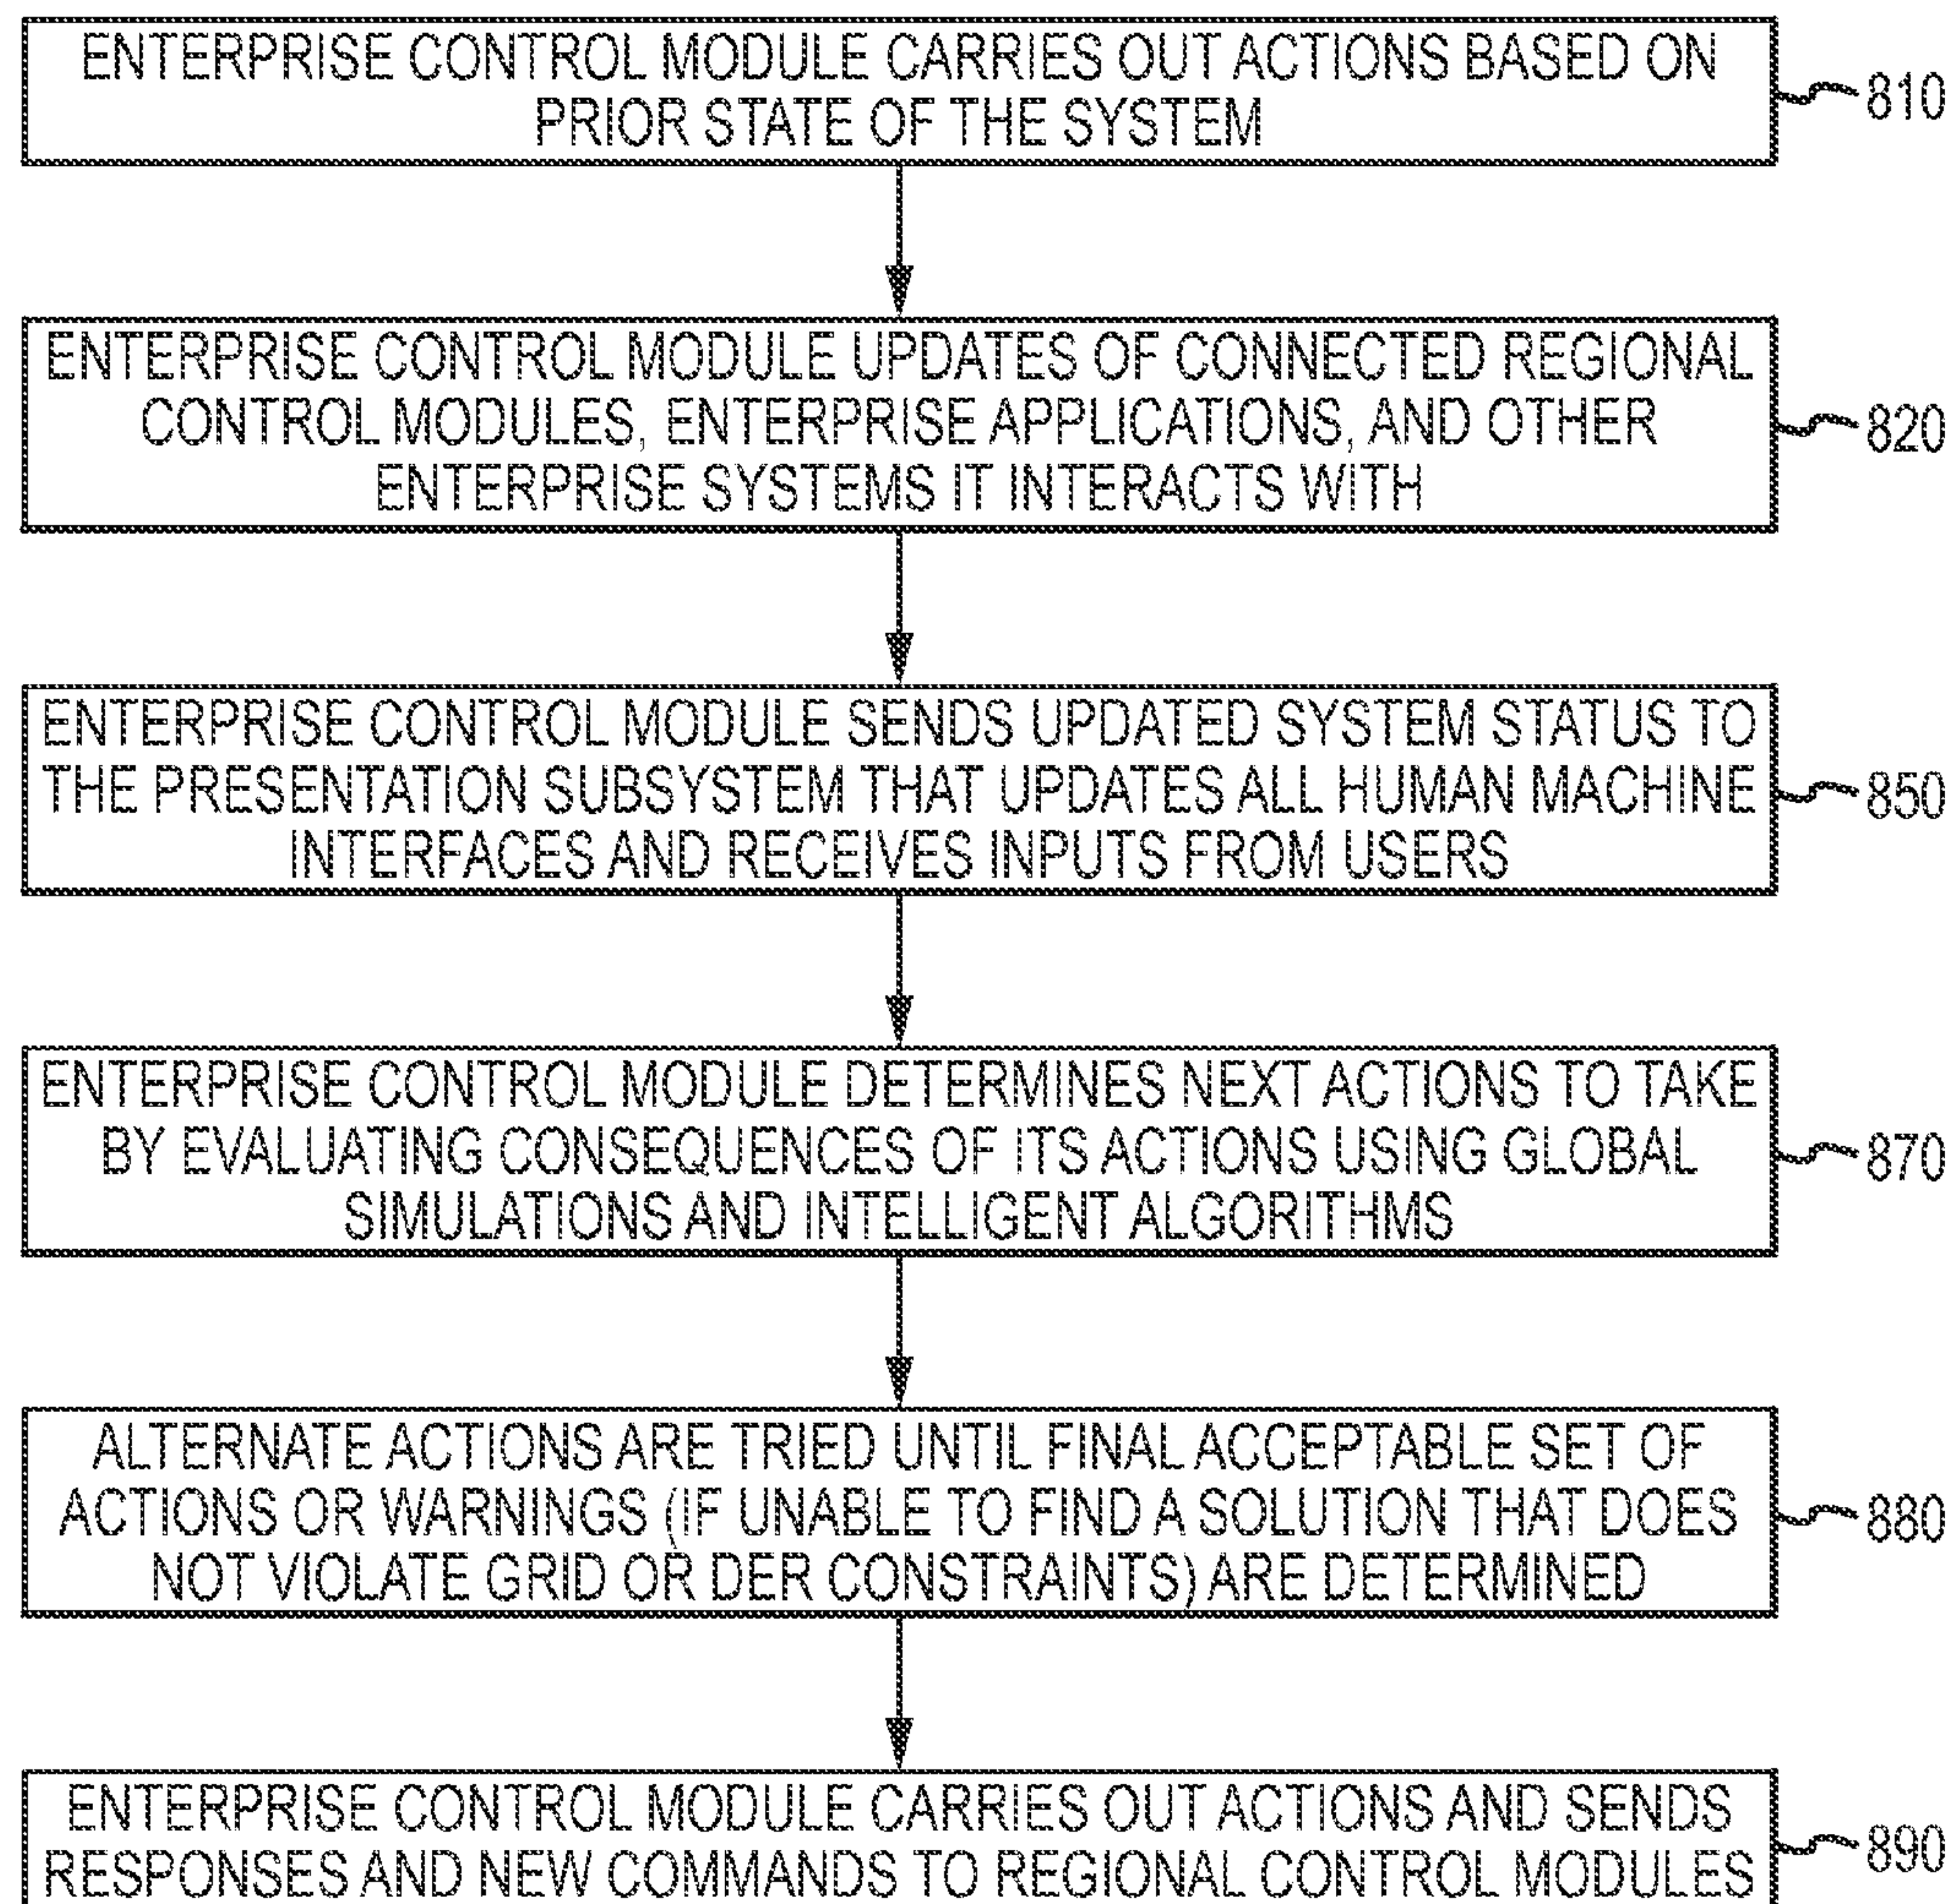 ENTERPRISE CONTROL MODULE CARRIES OUT ACTIONS BASED ON
PRIOR STATE OF THE SYSTEM
810
ENTERPRISE CONTROL MODULE UPDATES OF CONNECTED REGIONAL
CONTROL MODULES, ENTERPRISE APPLICATIONS, AND OTHER
ENTERPRISE SYSTEMS IT INTERACTS WITH
820
ENTERPRISE CONTROL MODULE SENDS UPDATED SYSTEM STATUS TO
THE PRESENTATION SUBSYSTEM THAT UPDATES ALL HUMAN MACHINE
INTERFACES AND RECEIVES INPUTS FROM USERS
850
ENTERPRISE CONTROL MODULE DETERMINES NEXT ACTIONS TO TAKE
BY EVALUATING CONSEQUENCES OF ITS ACTIONS USING GLOBAL
SIMULATIONS AND INTELLIGENT ALGORITHMS
870
ALTERNATE ACTIONS ARE TRIED UNTIL FINAL ACCEPTABLE SET OF
ACTIONS OR WARNINGS (IF UNABLE TO FIND A SOLUTION THAT DOES
NOT VIOLATE GRID OR DER CONSTRAINTS) ARE DETERMINED
880
ENTERPRISE CONTROL MODULE CARRIES OUT ACTIONS AND SENDS
RESPONSES AND NEW COMMANDS TO REGIONAL CONTROL MODULES
890